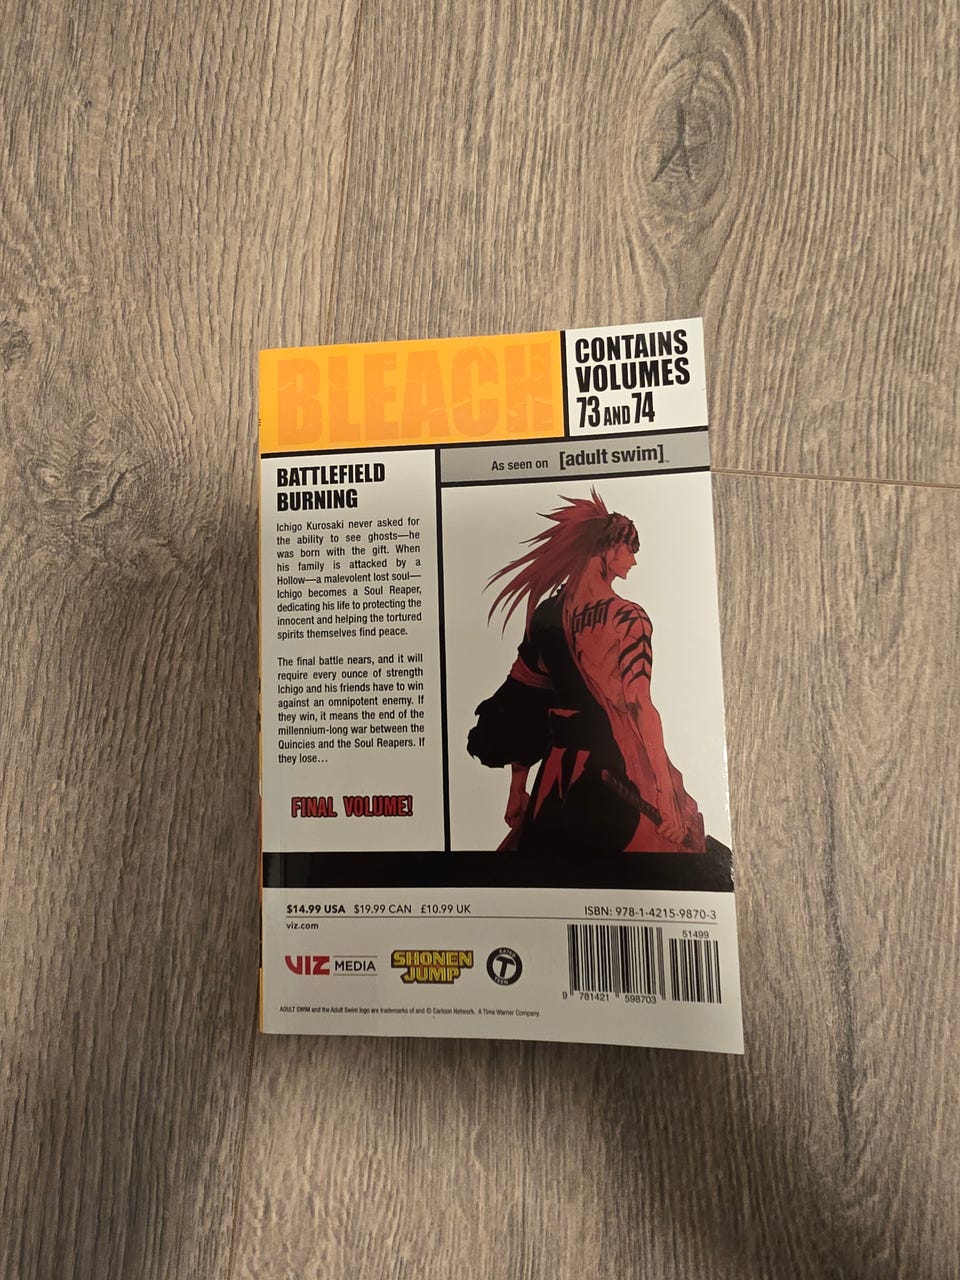 BLEACH
CONTAINS
VOLUMES
73 AND 74
As seen on [adult swim]™
BATTLEFIELD
BURNING
Ichigo Kurosaki never asked for
the ability to see ghosts—he
was born with the gift. When
his family is attacked by a
Hollow—a malevolent lost soul—
Ichigo becomes a Soul Reaper,
dedicating his life to protecting the
innocent and helping the tortured
spirits themselves find peace.
The final battle nears, and it will
require every ounce of strength
Ichigo and his friends have to win
against an omnipotent enemy. If
they win, it means the end of the
millennium-long war between the
Quincies and the Soul Reapers. If
they lose…
FINAL VOLUME!
$14.99 USA $19.99 CAN £10.99 UK
viz.com
ISBN: 978-1-4215-9870-3
51499
9 781421 598703
VIZ MEDIA
SHONEN
JUMP
RATED
T
TEEN
ADULT SWIM and the Adult Swim logo are trademarks of and © Cartoon Network. A Time Warner Company.